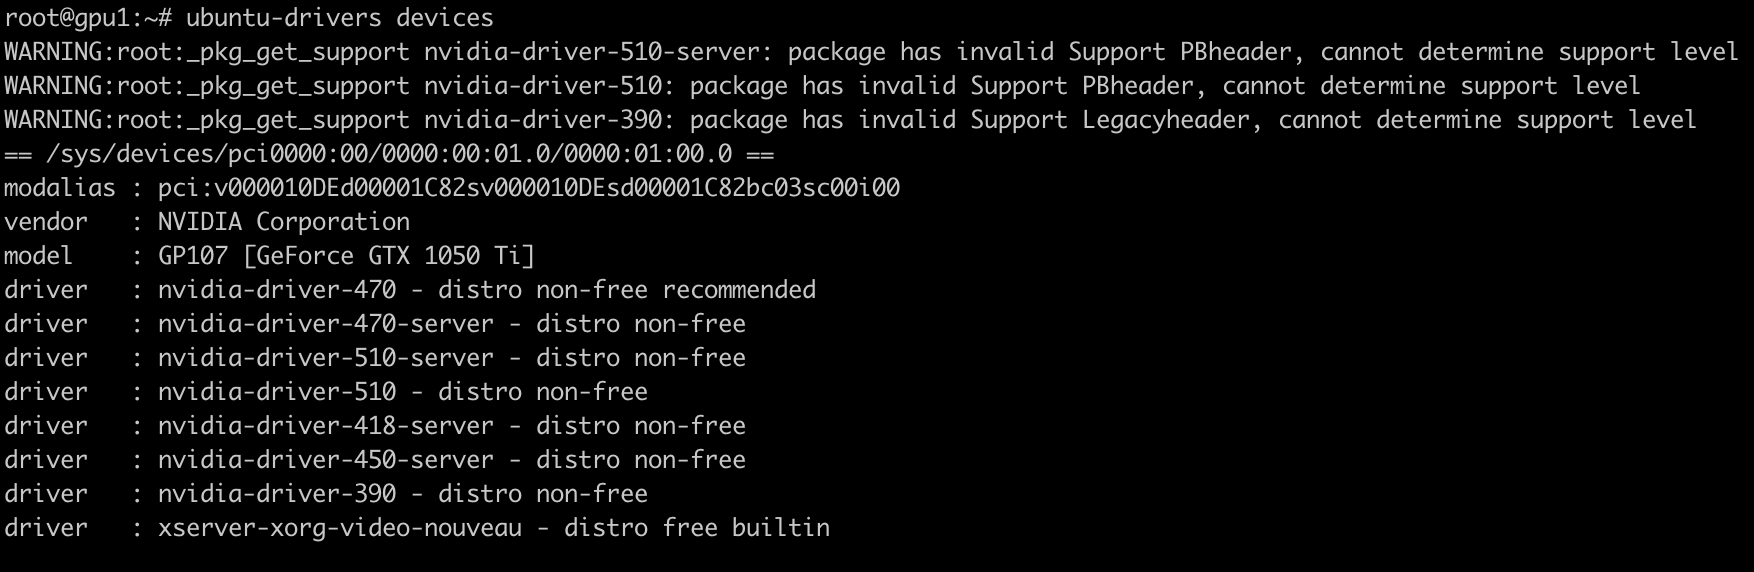 root@gpu1:~# ubuntu-drivers devices
WARNING:root:_pkg_get_support nvidia-driver-510-server: package has invalid Support PBheader, cannot determine support level
WARNING:root:_pkg_get_support nvidia-driver-510: package has invalid Support PBheader, cannot determine support level
WARNING:root:_pkg_get_support nvidia-driver-390: package has invalid Support Legacyheader, cannot determine support level
== /sys/devices/pci0000:00/0000:00:01.0/0000:01:00.0 ==
modalias : pci:v000010DEd00001C82sv000010DEsd00001C82bc03sc00i00
vendor   : NVIDIA Corporation
model    : GP107 [GeForce GTX 1050 Ti]
driver   : nvidia-driver-470 - distro non-free recommended
driver   : nvidia-driver-470-server - distro non-free
driver   : nvidia-driver-510-server - distro non-free
driver   : nvidia-driver-510 - distro non-free
driver   : nvidia-driver-418-server - distro non-free
driver   : nvidia-driver-450-server - distro non-free
driver   : nvidia-driver-390 - distro non-free
driver   : xserver-xorg-video-nouveau - distro free builtin